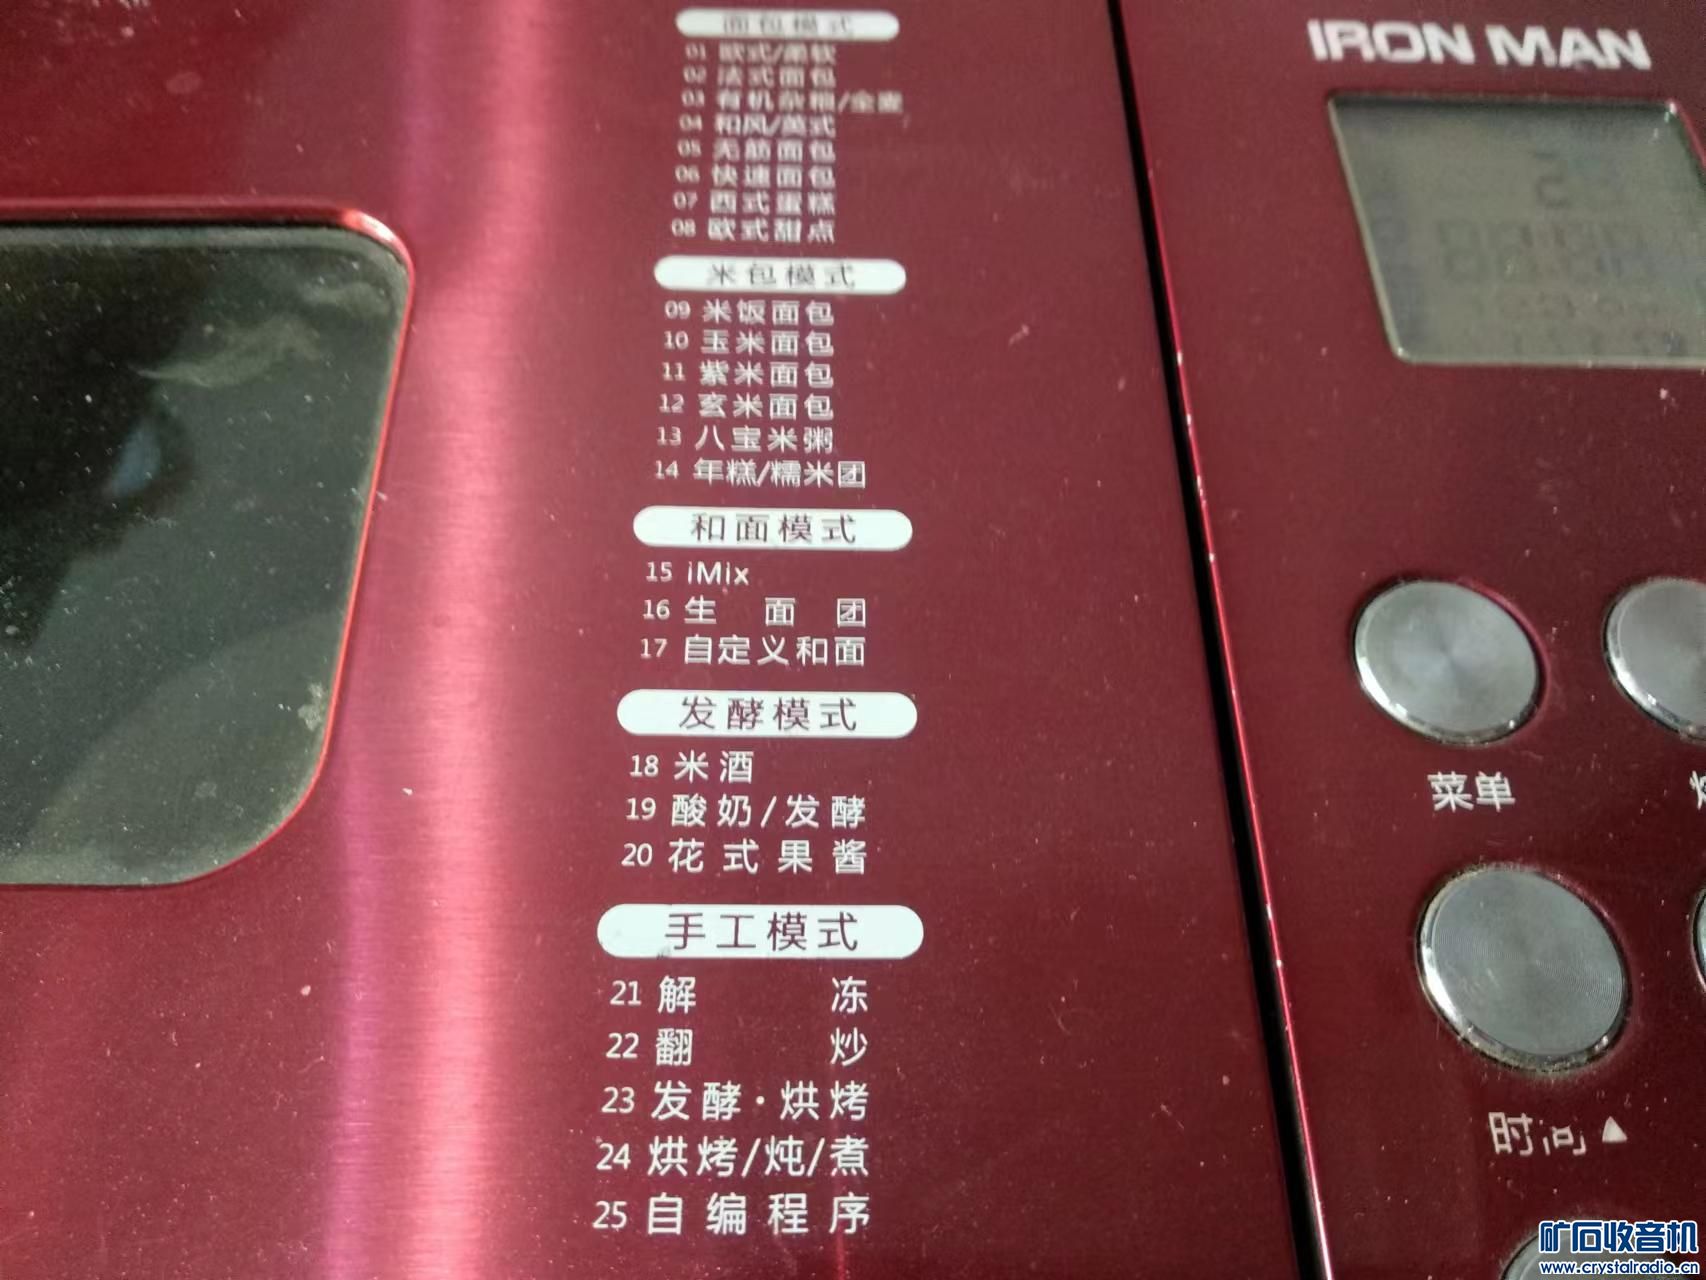 面包模式
01 欧式/柔软
02 法式面包
03 有机杂粮/全麦
04 和风/英式
05 无筋面包
06 快速面包
07 西式蛋糕
08 欧式甜点
米包模式
09 米饭面包
10 玉米面包
11 紫米面包
12 玄米面包
13 八宝米粥
14 年糕/糯米团
和面模式
15 iMix
16 生面团
17 自定义和面
发酵模式
18 米酒
19 酸奶/发酵
20 花式果酱
手工模式
21 解冻
22 翻炒
23 发酵·烘烤
24 烘烤/炖/煮
25 自编程序
IRON MAN
菜单
时间▲
矿石收音机
www.crystalradio.cn